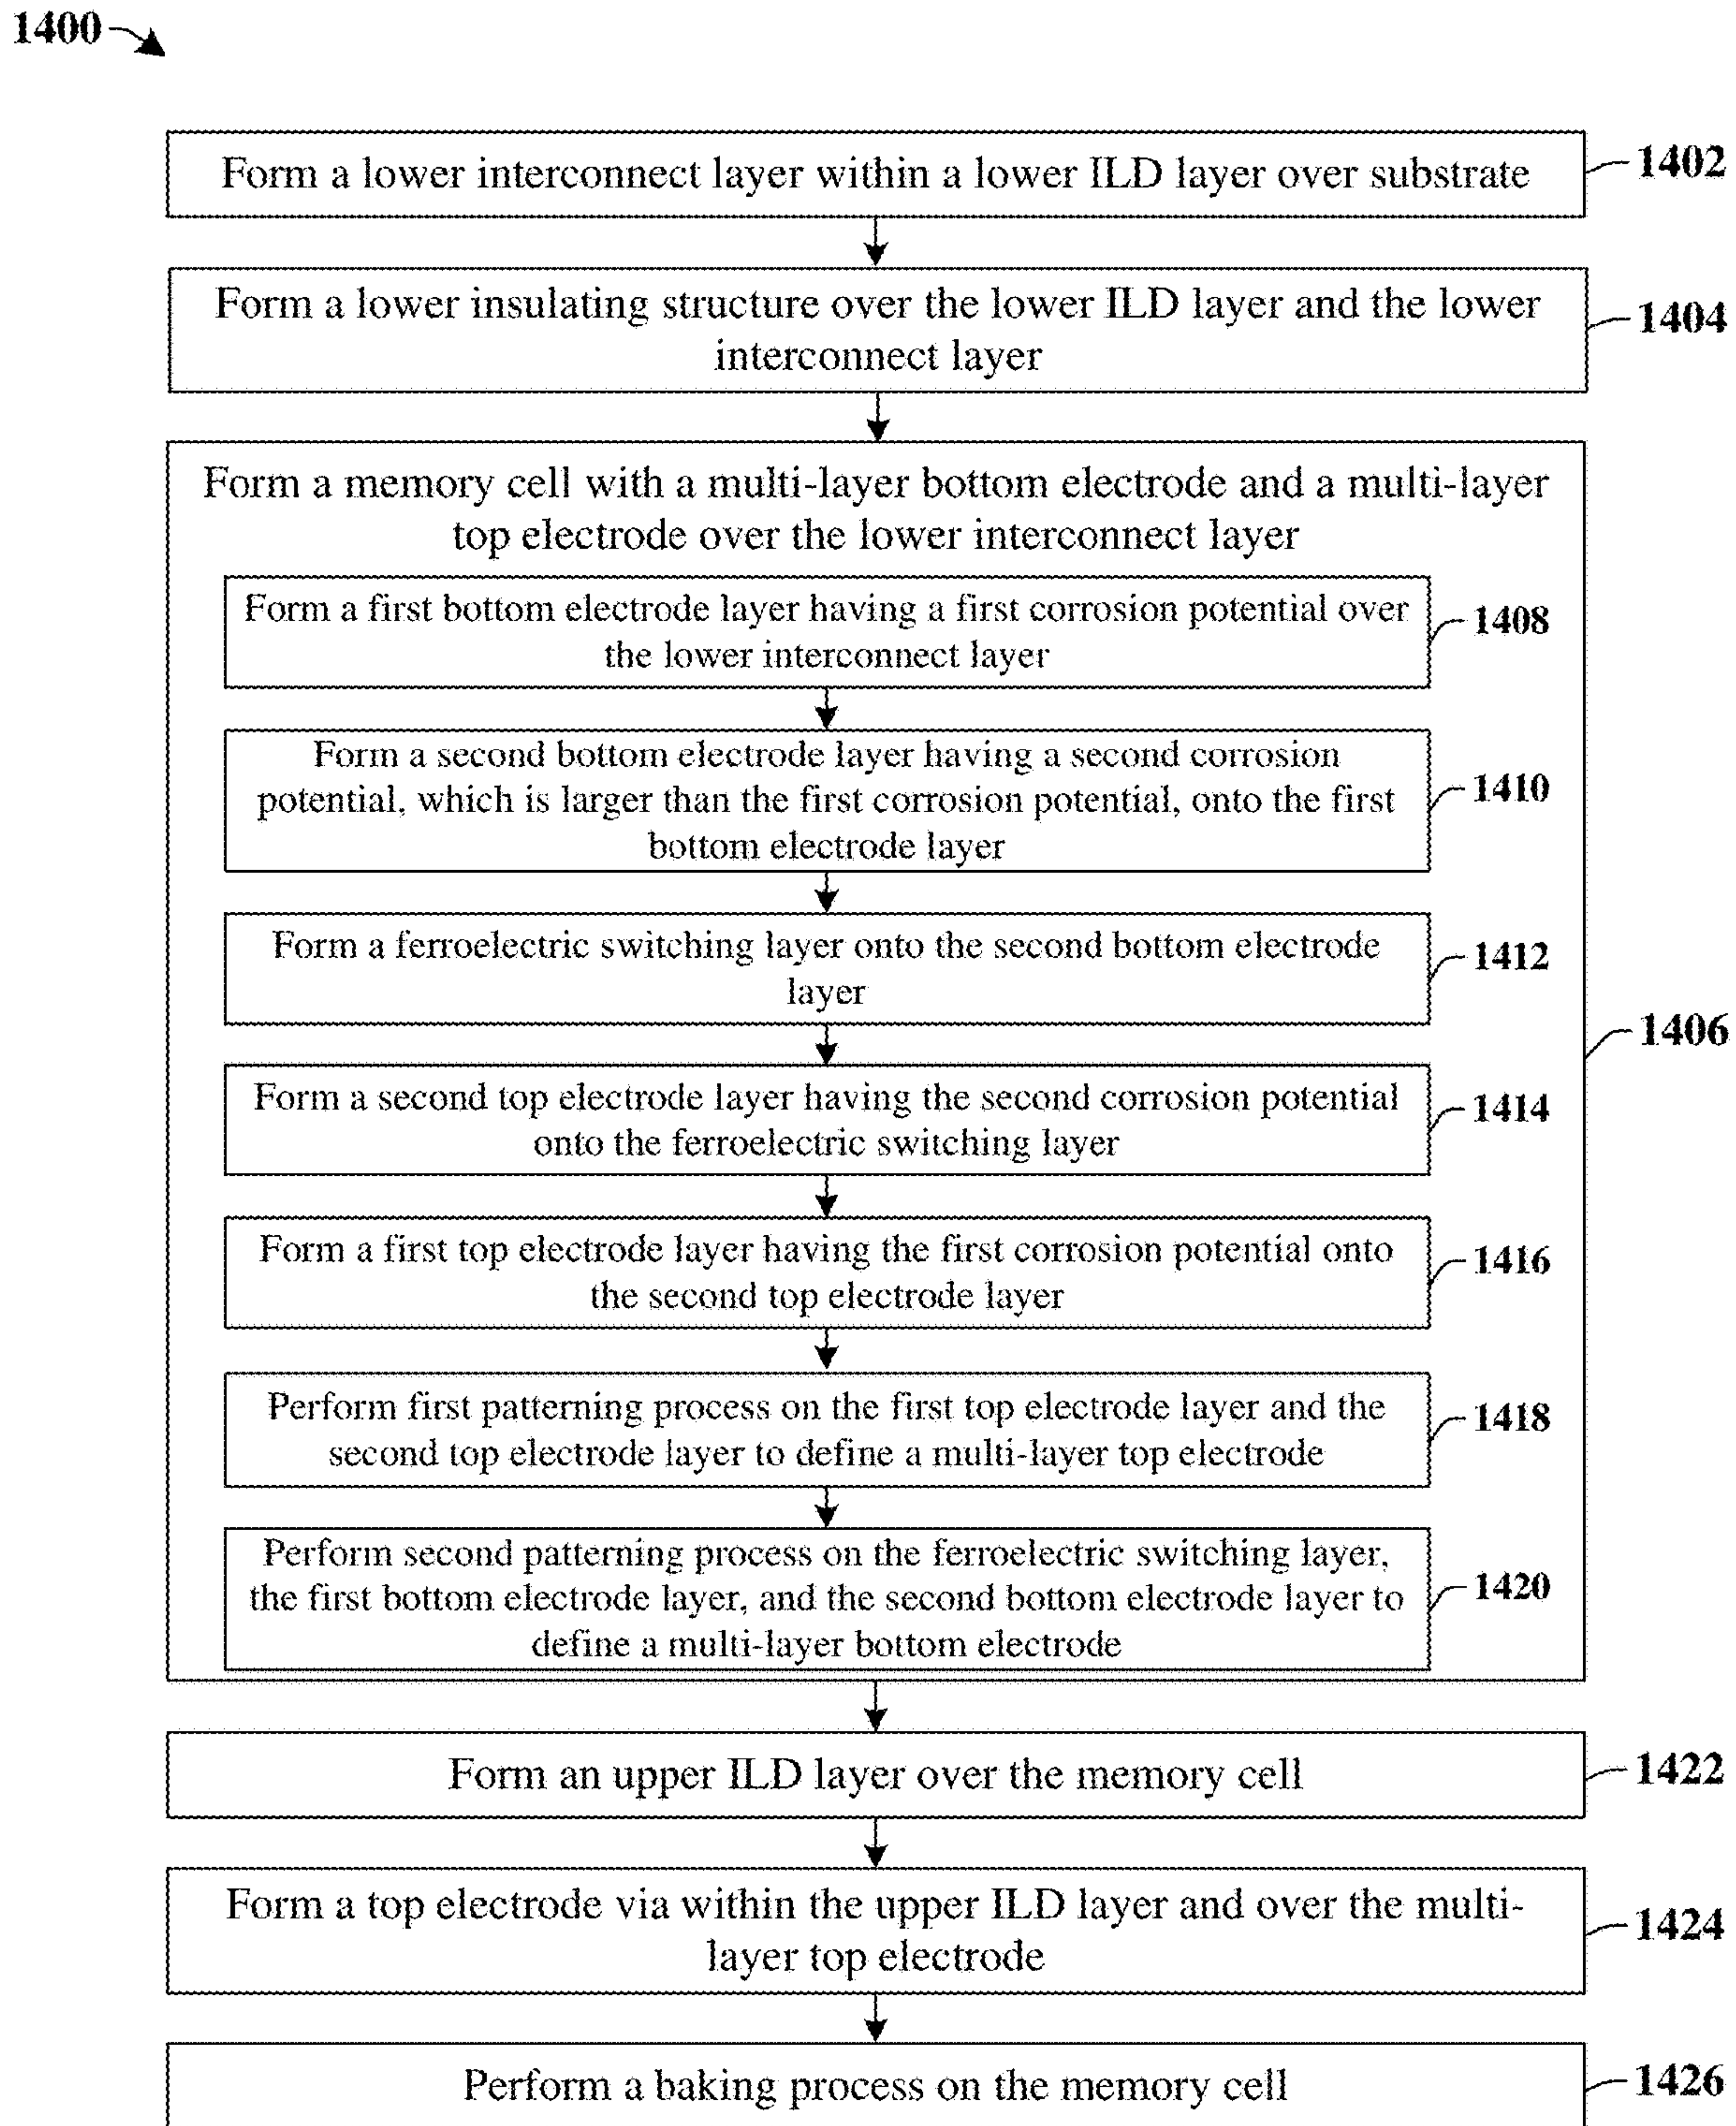 1400
Form a lower interconnect layer within a lower ILD layer over substrate
1402
Form a lower insulating structure over the lower ILD layer and the lower
interconnect layer
1404
Form a memory cell with a multi-layer bottom electrode and a multi-layer
top electrode over the lower interconnect layer
1406
Form a first bottom electrode layer having a first corrosion potential over
the lower interconnect layer
1408
Form a second bottom electrode layer having a second corrosion
potential, which is larger than the first corrosion potential, onto the first
bottom electrode layer
1410
Form a ferroelectric switching layer onto the second bottom electrode
layer
1412
Form a second top electrode layer having the second corrosion potential
onto the ferroelectric switching layer
1414
Form a first top electrode layer having the first corrosion potential onto
the second top electrode layer
1416
Perform first patterning process on the first top electrode layer and the
second top electrode layer to define a multi-layer top electrode
1418
Perform second patterning process on the ferroelectric switching layer,
the first bottom electrode layer, and the second bottom electrode layer to
define a multi-layer bottom electrode
1420
Form an upper ILD layer over the memory cell
1422
Form a top electrode via within the upper ILD layer and over the multi-
layer top electrode
1424
Perform a baking process on the memory cell
1426